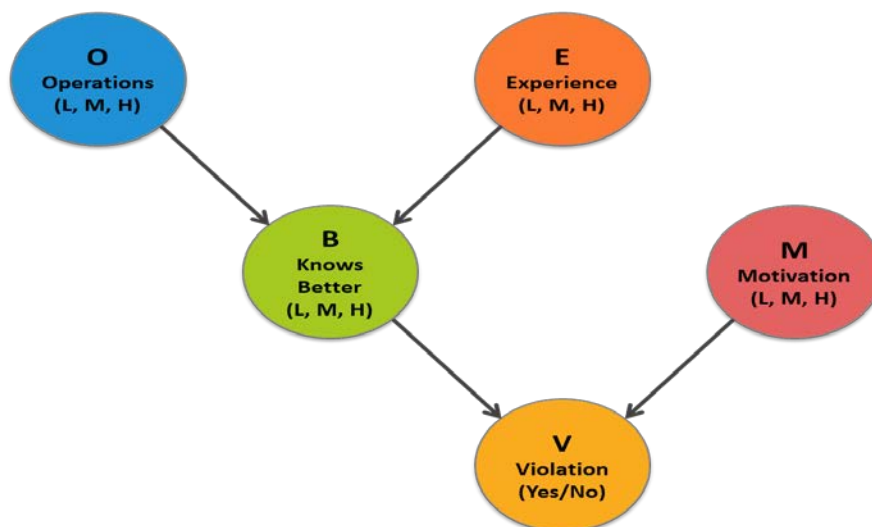 O
Operations
(L, M, H)
E
Experience
(L, M, H)
B
Knows
Better
(L, M, H)
M
Motivation
(L, M, H)
V
Violation
(Yes/No)